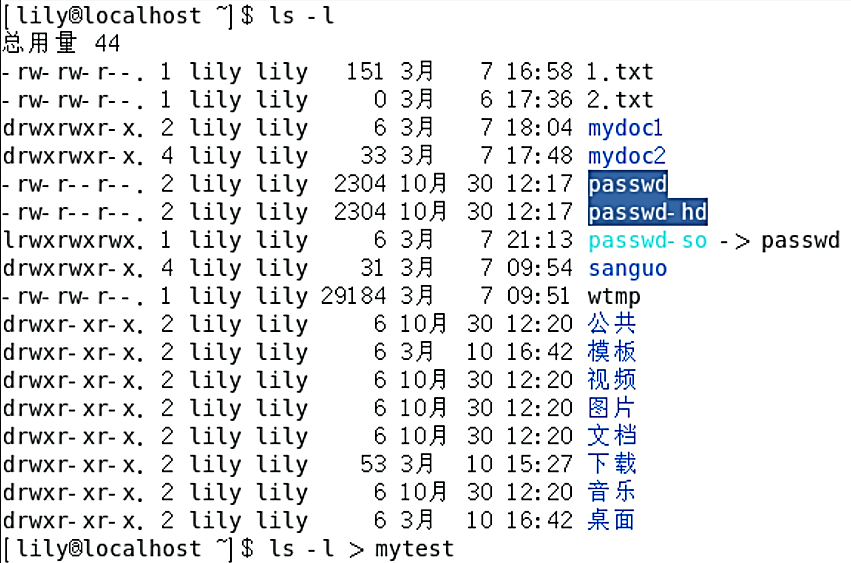 [lily@localhost ~]$ ls -l
总用量 44
-rw-rw-r--. 1 lily lily   151 3月   7 16:58 1.txt
-rw-rw-r--. 1 lily lily     0 3月   6 17:36 2.txt
drwxrwxr-x. 2 lily lily     6 3月   7 18:04 mydoc1
drwxrwxr-x. 4 lily lily    33 3月   7 17:48 mydoc2
-rw-r--r--. 2 lily lily  2304 10月 30 12:17 passwd
-rw-r--r--. 2 lily lily  2304 10月 30 12:17 passwd-hd
lrwxrwxrwx. 1 lily lily     6 3月   7 21:13 passwd-so -> passwd
drwxrwxr-x. 4 lily lily    31 3月   7 09:54 sanguo
-rw-rw-r--. 1 lily lily 29184 3月   7 09:51 wtmp
drwxr-xr-x. 2 lily lily     6 10月 30 12:20 公共
drwxr-xr-x. 2 lily lily     6 3月  10 16:42 模板
drwxr-xr-x. 2 lily lily     6 10月 30 12:20 视频
drwxr-xr-x. 2 lily lily     6 10月 30 12:20 图片
drwxr-xr-x. 2 lily lily     6 10月 30 12:20 文档
drwxr-xr-x. 2 lily lily    53 3月  10 15:27 下载
drwxr-xr-x. 2 lily lily     6 10月 30 12:20 音乐
drwxr-xr-x. 2 lily lily     6 3月  10 16:42 桌面
[lily@localhost ~]$ ls -l > mytest